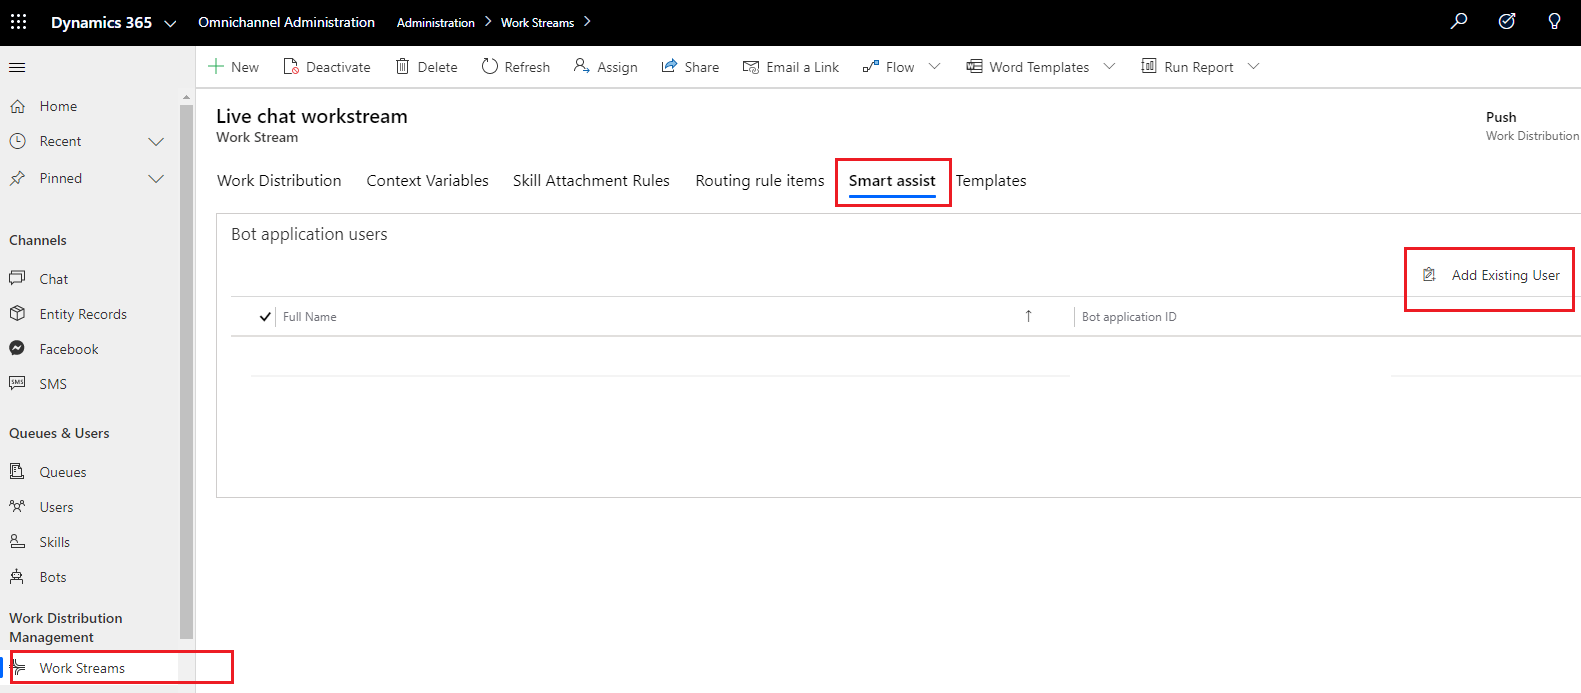 Dynamics 365 Omnichannel Administration Administration Work Streams
New Deactivate Delete Refresh Assign Share Email a Link Flow Word Templates Run Report
Home
Recent
Pinned
Channels
Chat
Entity Records
Facebook
SMS SMS
Queues & Users
Queues
Users
Skills
Bots
Work Distribution
Management
Work Streams
Live chat workstream
Work Stream
Push
Work Distribution
Work Distribution Context Variables Skill Attachment Rules Routing rule items Smart assist Templates
Bot application users
Add Existing User
Full Name Bot application ID